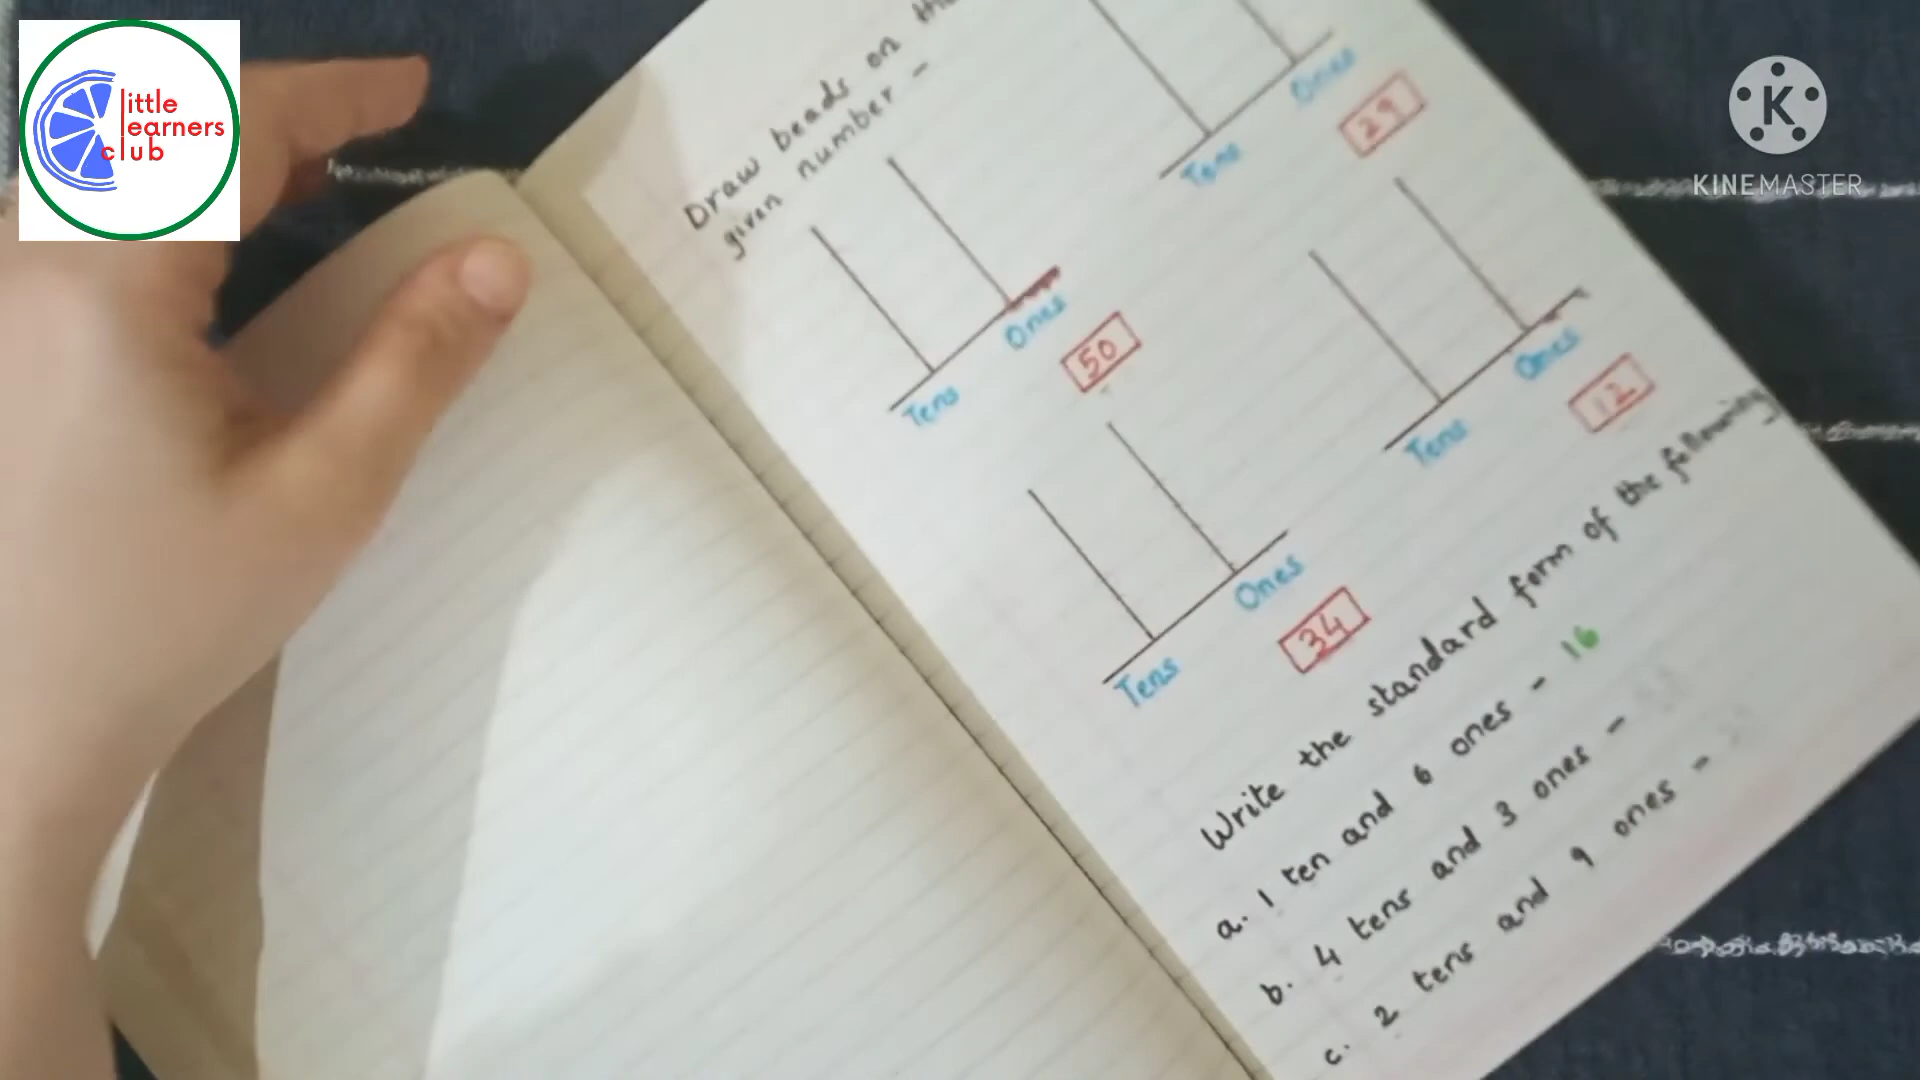 little
learners
club
KINEMASTER
Draw beads on the
given number -
Tens Ones
50
Tens Ones
29
Tens Ones
34
Tens Ones
12
Write the standard form of the following
a. 1 ten and 6 ones - 16
b. 4 tens and 3 ones -
c. 2 tens and 9 ones -